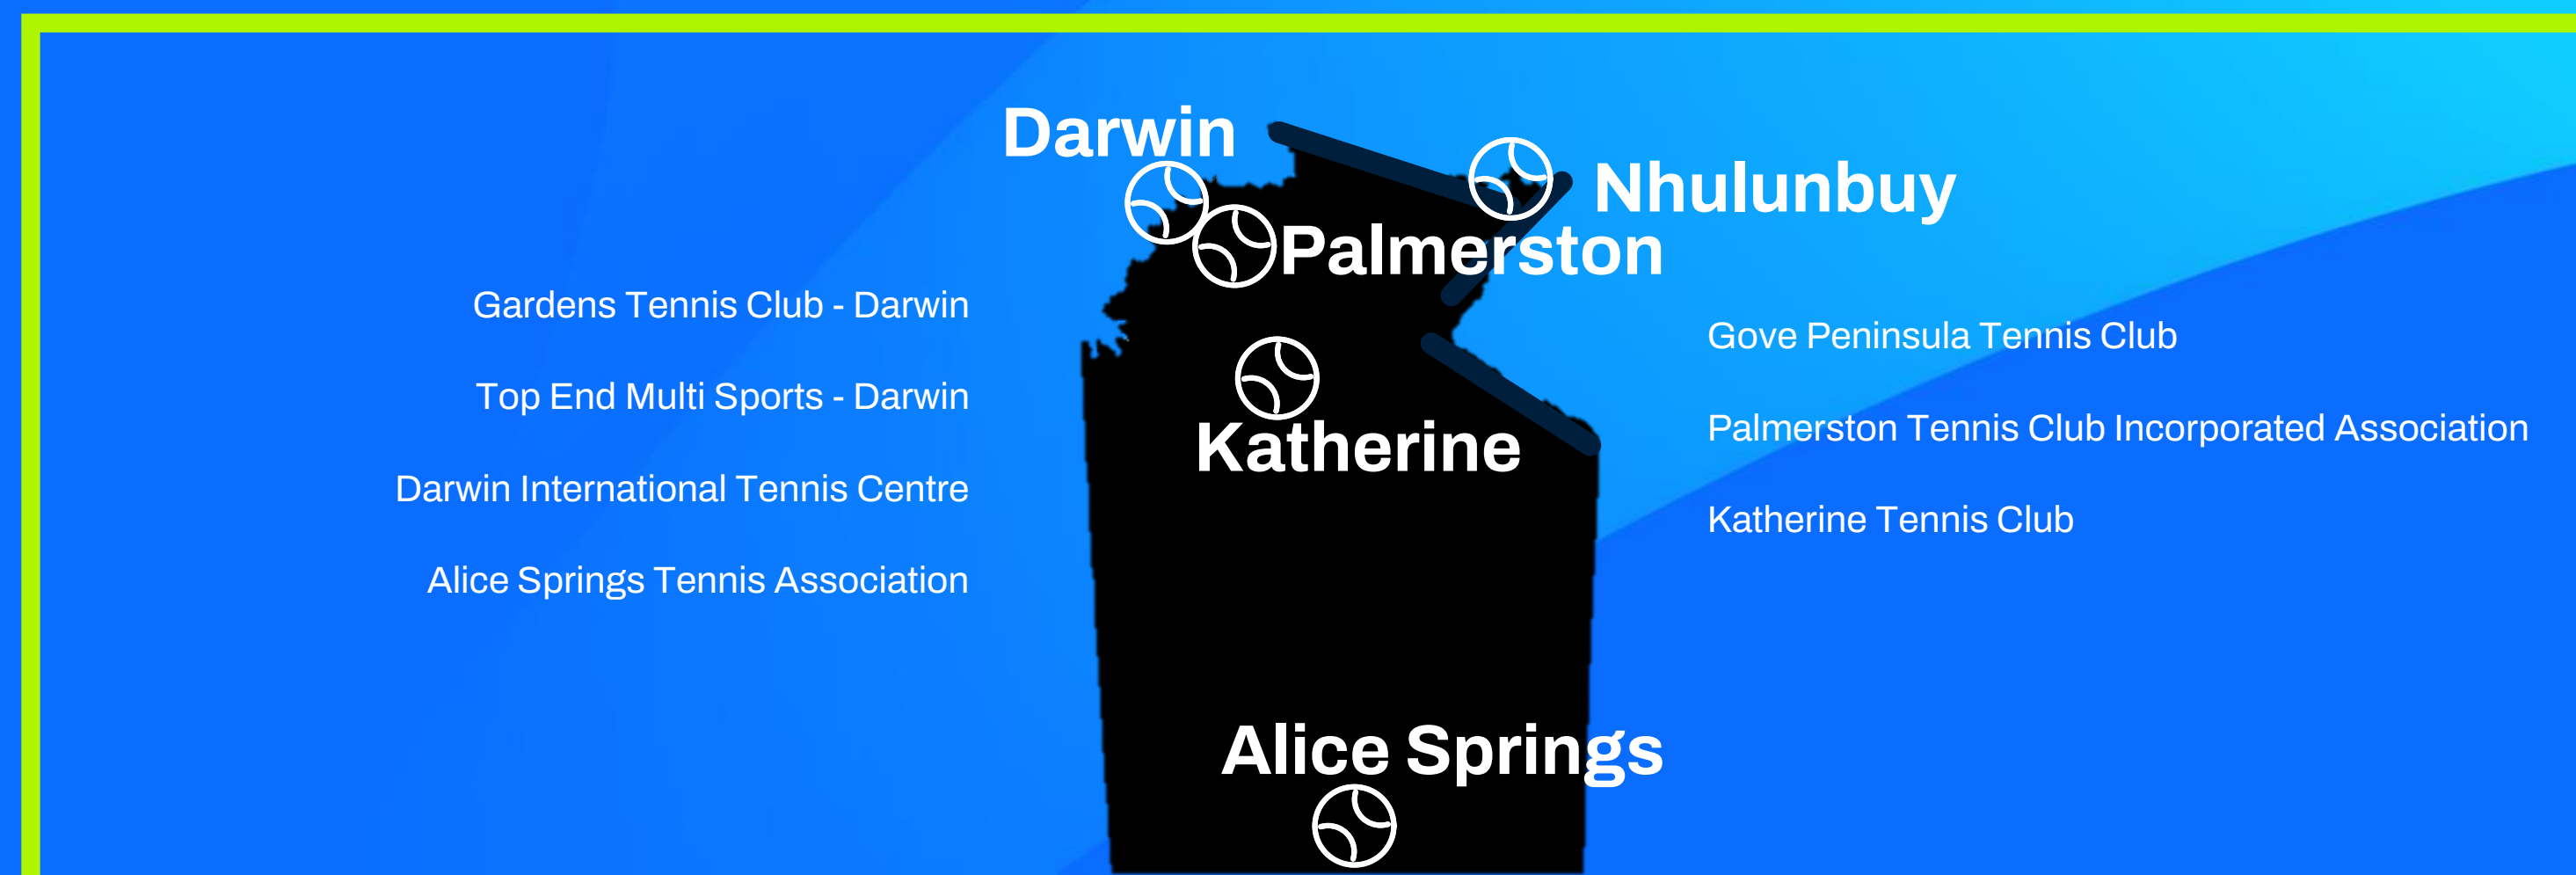 Darwin
Nhulunbuy
Palmerston
Gardens Tennis Club - Darwin
Gove Peninsula Tennis Club
Top End Multi Sports - Darwin
Palmerston Tennis Club Incorporated Association
Katherine
Darwin International Tennis Centre
Katherine Tennis Club
Alice Springs Tennis Association
Alice Springs